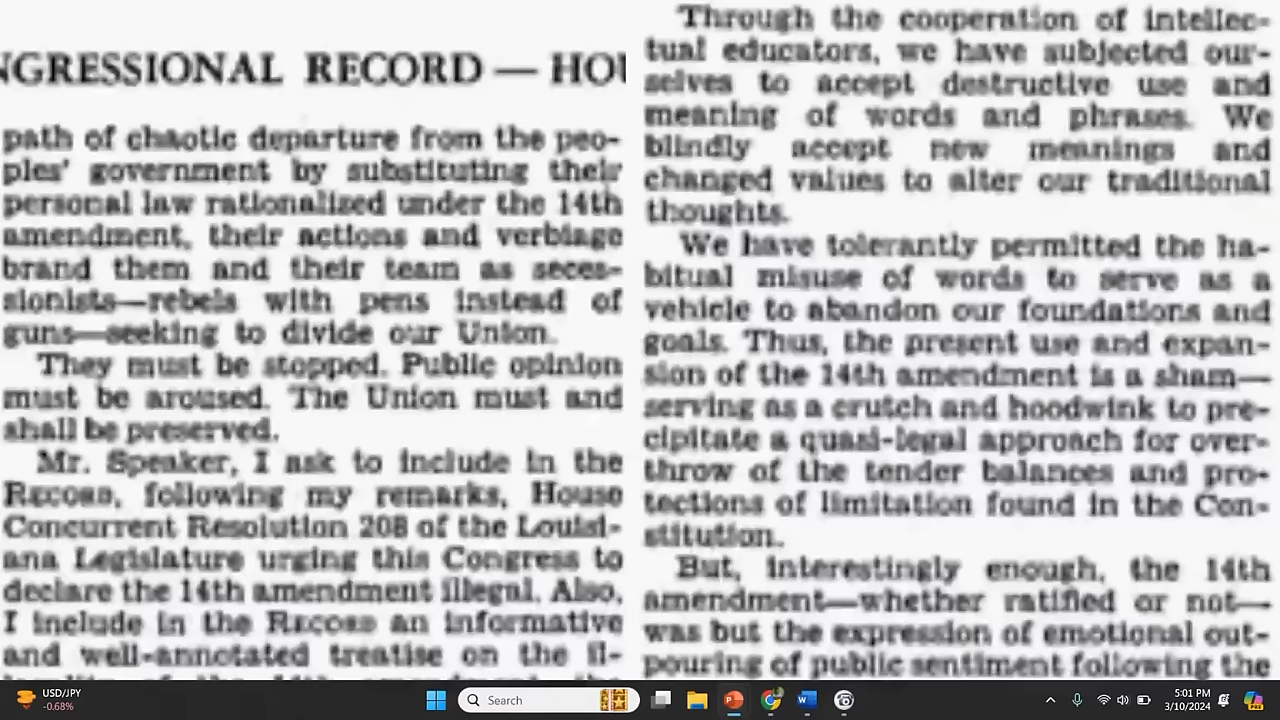 NGRESSIONAL RECORD — HOU
path of chaotic departure from the peo-
ples' government by substituting their
personal law rationalized under the 14th
amendment, their actions and verbiage
brand them and their team as seces-
sionists—rebels with pens instead of
guns—seeking to divide our Union.
They must be stopped. Public opinion
must be aroused. The Union must and
shall be preserved.
Mr. Speaker, I ask to include in the
RECORD, following my remarks, House
Concurrent Resolution 208 of the Louisi-
ana Legislature urging this Congress to
declare the 14th amendment illegal. Also,
I include in the RECORD an informative
and well-annotated treatise on the il-
Through the cooperation of intellec-
tual educators, we have subjected our-
selves to accept destructive use and
meaning of words and phrases. We
blindly accept new meanings and
changed values to alter our traditional
thoughts.
We have tolerantly permitted the ha-
bitual misuse of words to serve as a
vehicle to abandon our foundations and
goals. Thus, the present use and expan-
sion of the 14th amendment is a sham—
serving as a crutch and hoodwink to pre-
cipitate a quasi-legal approach for over-
throw of the tender balances and pro-
tections of limitation found in the Con-
stitution.
But, interestingly enough, the 14th
amendment—whether ratified or not—
was but the expression of emotional out-
pouring of public sentiment following the
USD/JPY
-0.68%
Search
5:01 PM
3/10/2024